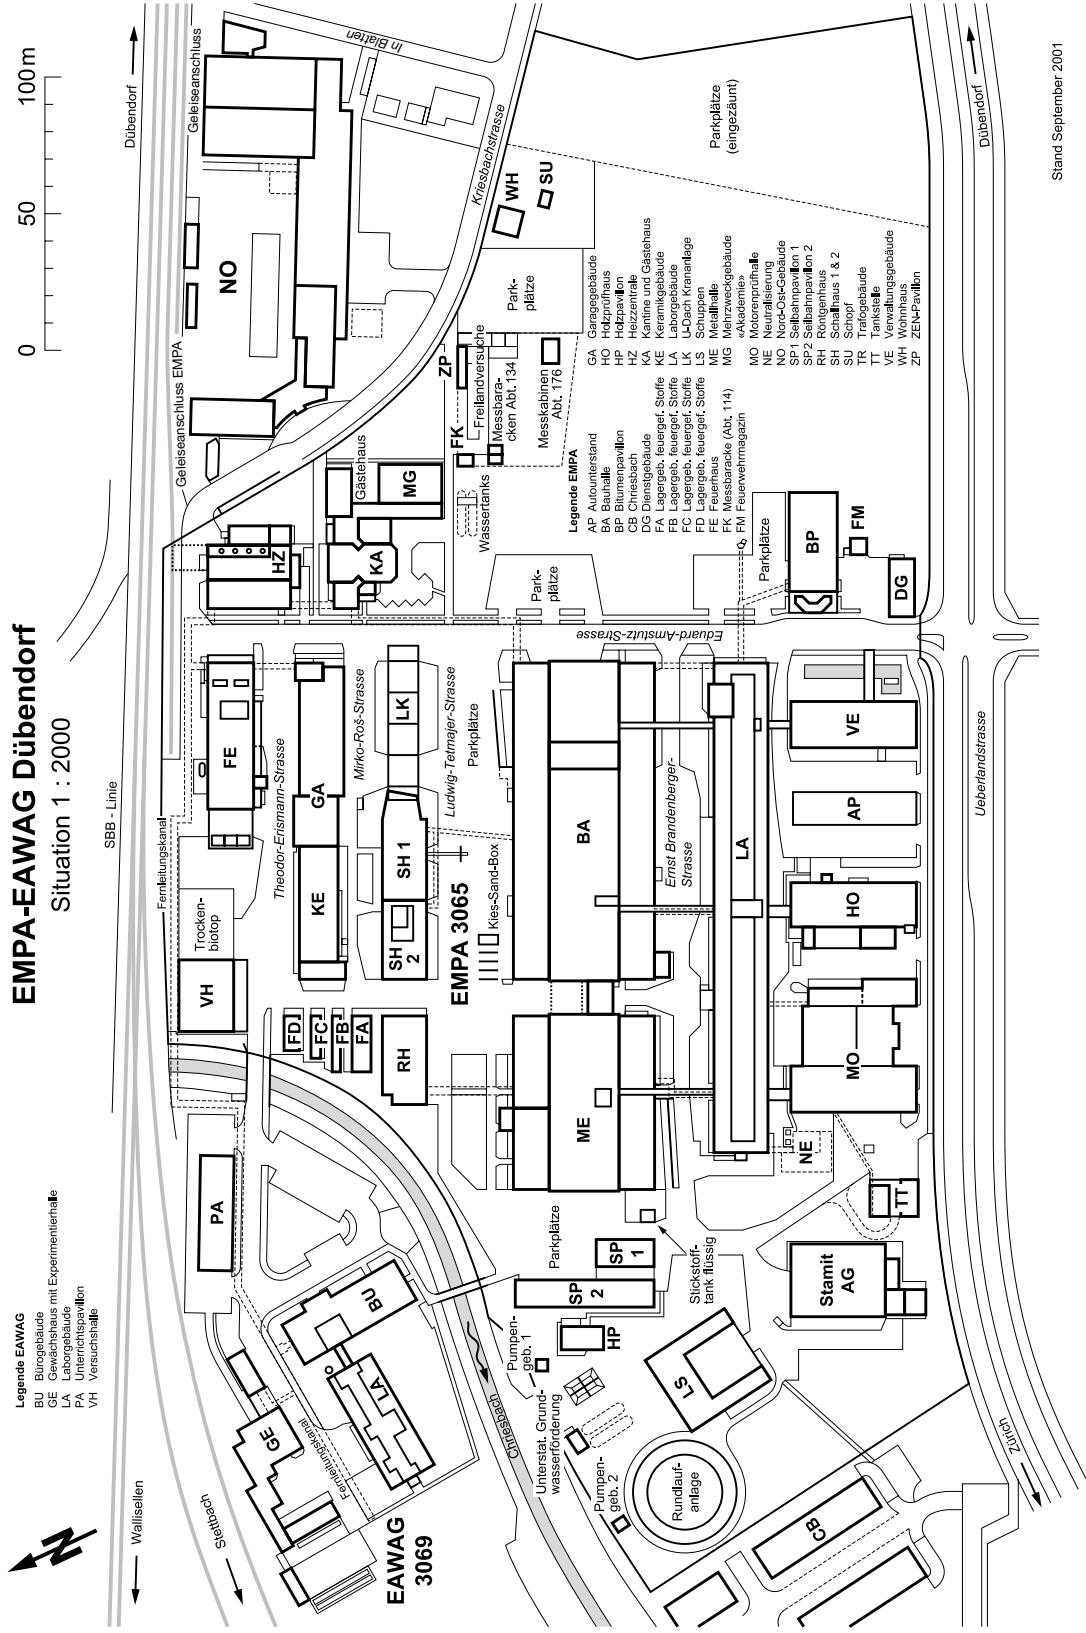 EMPA-EAWAG Dübendorf
Situation 1 : 2000
0
50
100m
N
Legende EAWAG
BU Bürogebäude
GE Gewächshaus mit Experimentierhalle
LA Laborgebäude
PA Unterrichtspavillon
VH Versuchshalle
Wallisellen
Stettbach
SBB - Linie
Dübendorf
Geleiseanschluss
Geleiseanschluss EMPA
Fernleitungskanal
In Blatten
Kriesbachstrasse
NO
Trocken-
biotop
VH
FE
HZ
PA
Theodor-Erismann-Strasse
KE
GA
Mirko-Roš-Strasse
Gästehaus
KA
MG
FD
FC
FB
FA
RH
SH
2
SH 1
LK
Ludwig-Tetmajer-Strasse
Parkplätze
EMPA 3065
Kies-Sand-Box
GE
BU
LA
Fernleitungskanal
EAWAG
3069
Chriesbach
Wassertanks
FK
ZP
Freilandversuche
Messbara-
cken Abt.134
Messkabinen
Abt. 176
Park-
plätze
WH
SU
Parkplätze
(eingezäunt)
Park-
plätze
Eduard-Amstutz-Strasse
BA
ME
Ernst Brandenberger-
Strasse
LA
Parkplätze
SP
1
SP
2
HP
Pumpen-
geb. 1
Unterstat. Grund-
wasserförderung
Pumpen-
geb. 2
Stickstoff-
tank flüssig
LS
Rundlauf-
anlage
CB
Stamit
AG
TT
NE
MO
HO
AP
VE
Parkplätze
BP
FM
DG
Legende EMPA
AP Autounterstand
BA Bauhalle
BP Bitumenpavillon
CB Chriesbach
DG Dienstgebäude
FA Lagergeb. feuergef. Stoffe
FB Lagergeb. feuergef. Stoffe
FC Lagergeb. feuergef. Stoffe
FD Lagergeb. feuergef. Stoffe
FE Feuerhaus
FK Messbaracke (Abt. 114)
FM Feuerwehrmagazin
GA Garagegebäude
HO Holzprüfhaus
HP Holzpavillon
HZ Heizzentrale
KA Kantine und Gästehaus
KE Keramikgebäude
LA Laborgebäude
LK U-Dach Krananlage
LS Schuppen
ME Metallhalle
MG Mehrzweckgebäude
«Akademie»
MO Motorenprüfhalle
NE Neutralisierung
NO Nord-Ost-Gebäude
SP1 Seilbahnpavillon 1
SP2 Seilbahnpavillon 2
RH Röntgenhaus
SH Schallhaus 1 & 2
SU Schopf
TR Trafogebäude
TT Tankstelle
VE Verwaltungsgebäude
WH Wohnhaus
ZP ZEN-Pavillon
Ueberlandstrasse
Zürich
Dübendorf
Stand September 2001